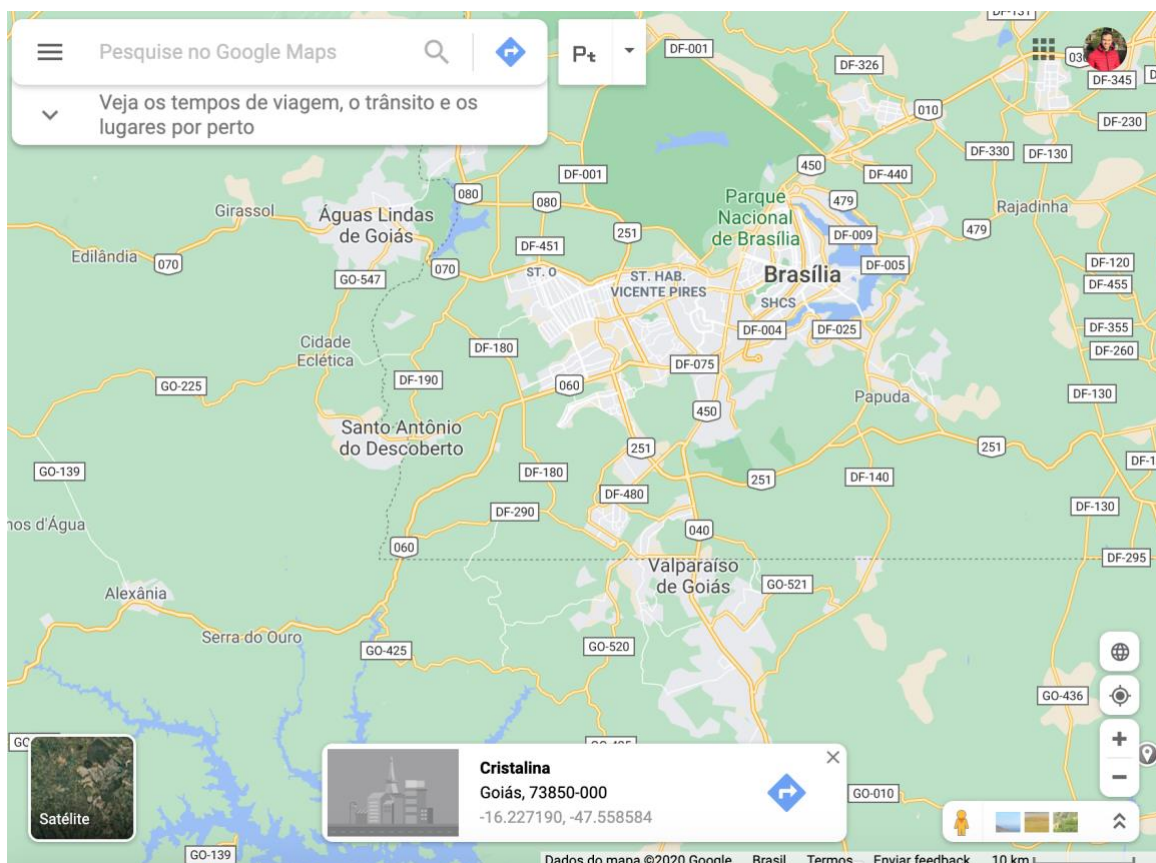 Pesquise no Google Maps
Veja os tempos de viagem, o trânsito e os
lugares por perto
DF-001
DF-326
DF-131
DF-345
DF-230
010
DF-330
DF-130
450
DF-440
DF-001
080
080
Girassol
Águas Lindas
de Goiás
Parque
Nacional
de Brasília
479
Rajadinha
251
DF-009
479
Edilândia
070
DF-451
070
ST. O
ST. HAB.
VICENTE PIRES
Brasília
DF-005
DF-120
GO-547
DF-455
SHCS
DF-004
DF-025
DF-355
Cidade
Eclética
DF-180
DF-260
DF-075
GO-225
DF-190
060
DF-130
Papuda
450
Santo Antônio
do Descoberto
251
251
GO-139
DF-180
251
DF-140
DF-480
DF-290
DF-130
nos d'Água
040
060
DF-295
Valparaíso
de Goiás
GO-521
Alexânia
Serra do Ouro
GO-425
GO-520
GO-436
Cristalina
Goiás, 73850-000
-16.227190, -47.558584
GO-010
Satélite
GO-139
Dados do mapa ©2020 Google Brasil Termos Enviar feedback 10 km